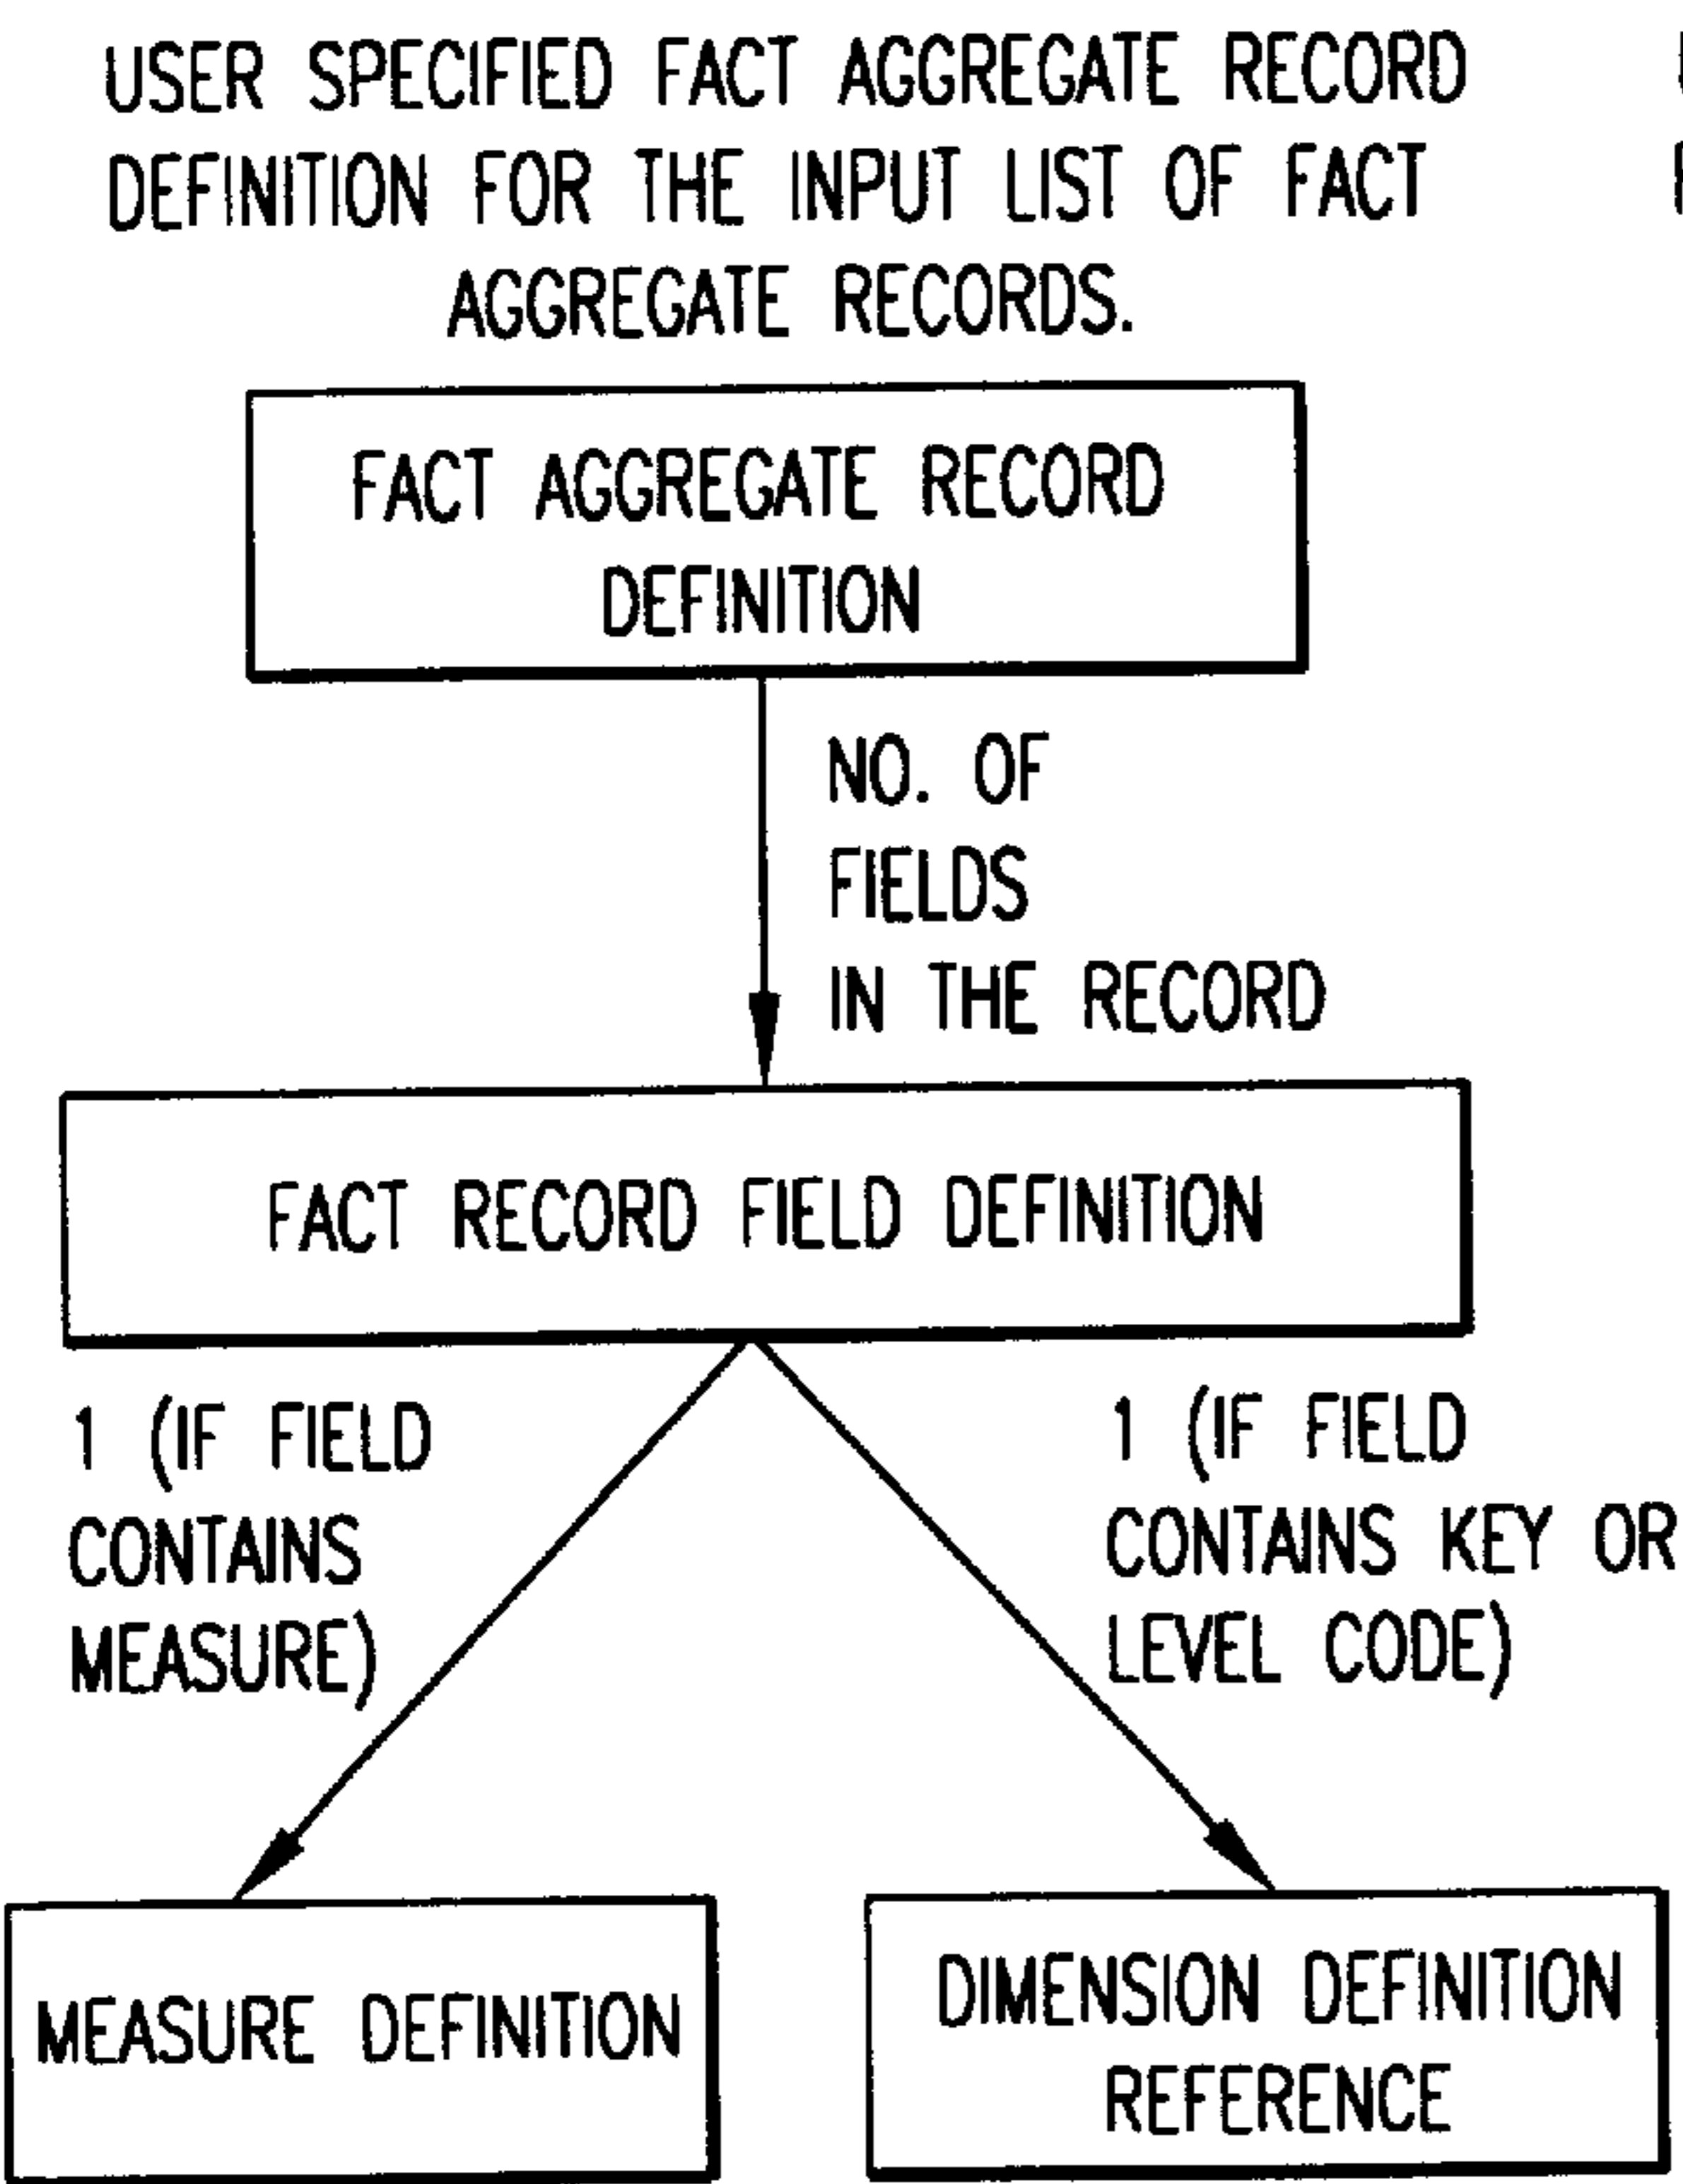 USER SPECIFIED FACT AGGREGATE RECORD
DEFINITION FOR THE INPUT LIST OF FACT
AGGREGATE RECORDS.
FACT AGGREGATE RECORD
DEFINITION
NO. OF
FIELDS
IN THE RECORD
FACT RECORD FIELD DEFINITION
1 (IF FIELD
CONTAINS
MEASURE)
1 (IF FIELD
CONTAINS KEY OR
LEVEL CODE)
MEASURE DEFINITION
DIMENSION DEFINITION
REFERENCE